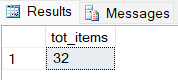 Results Messages
tot_items
1 32